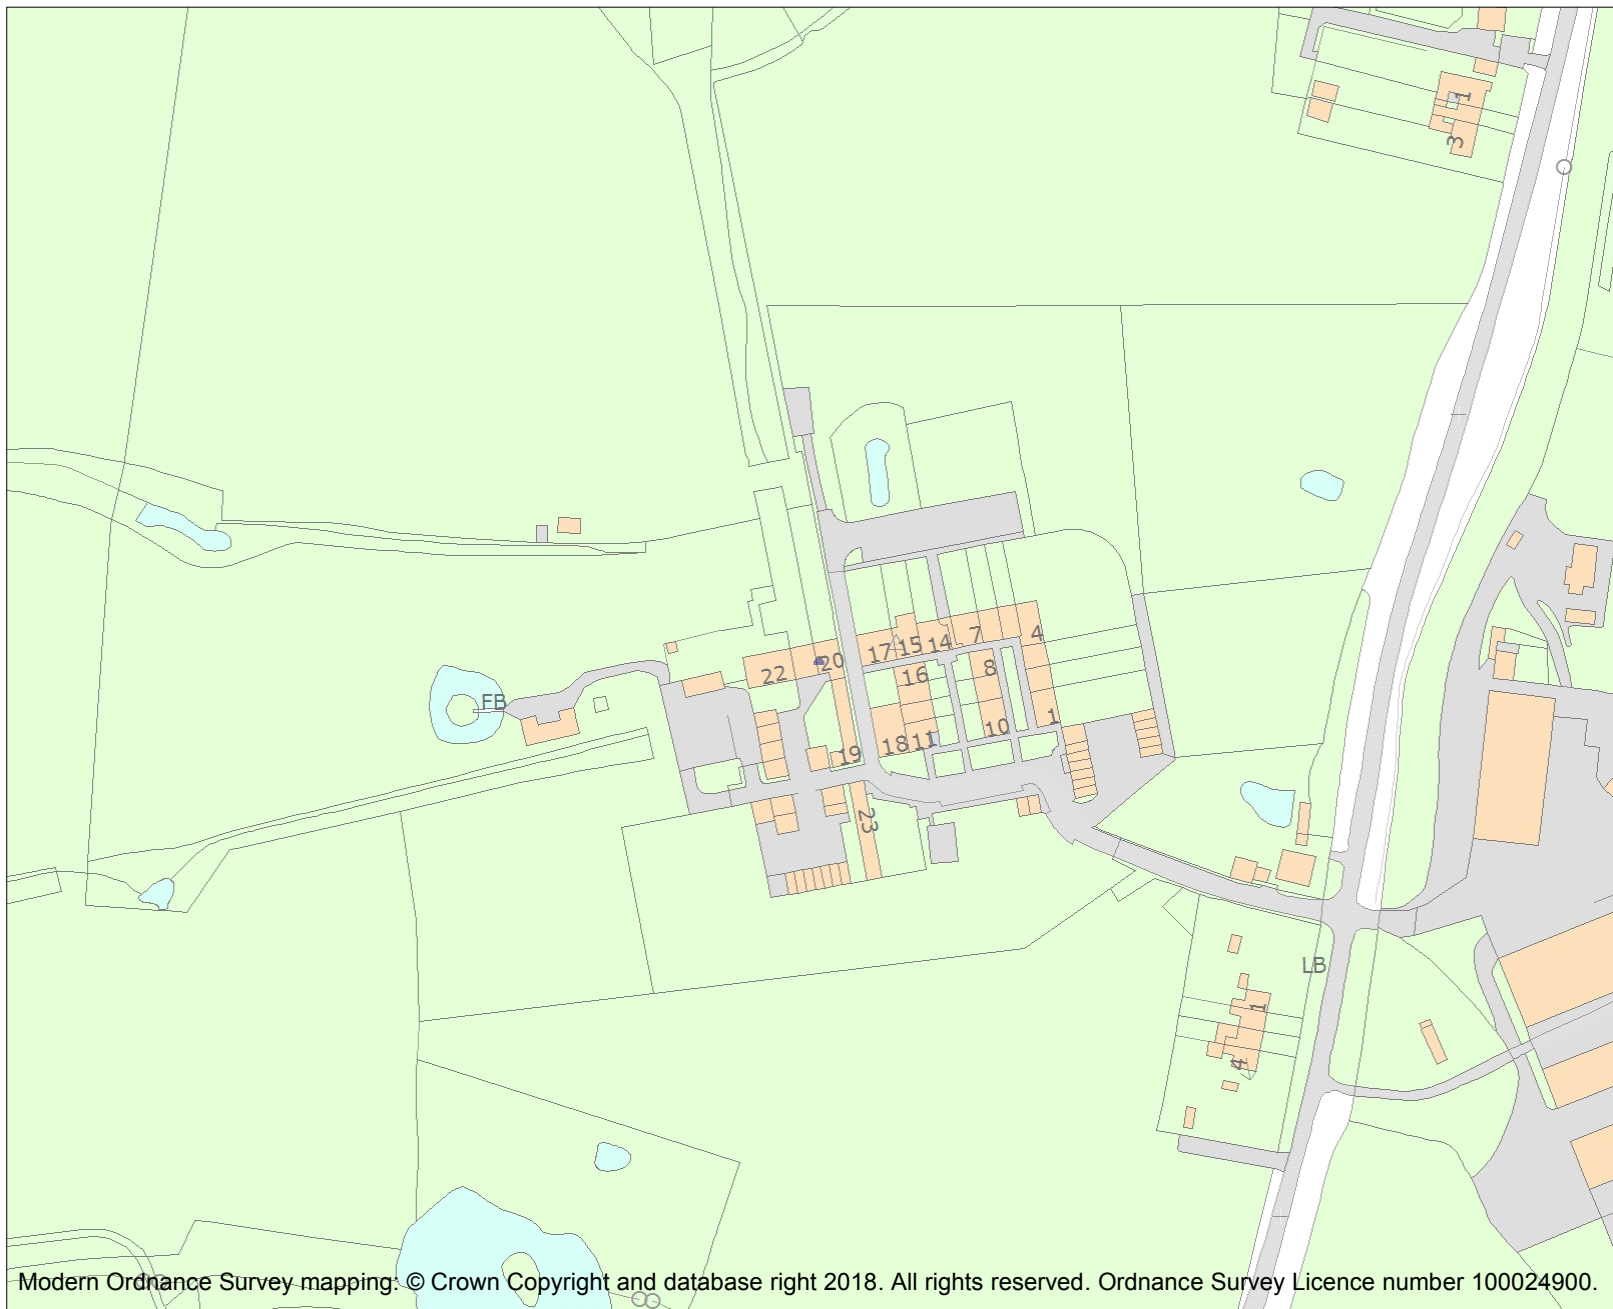 1
3
4
17 15 14 7
22 20
16 8
FB
1
18 11 10
19
23
LB
1
4
Modern Ordnance Survey mapping: © Crown Copyright and database right 2018. All rights reserved. Ordnance Survey Licence number 100024900.